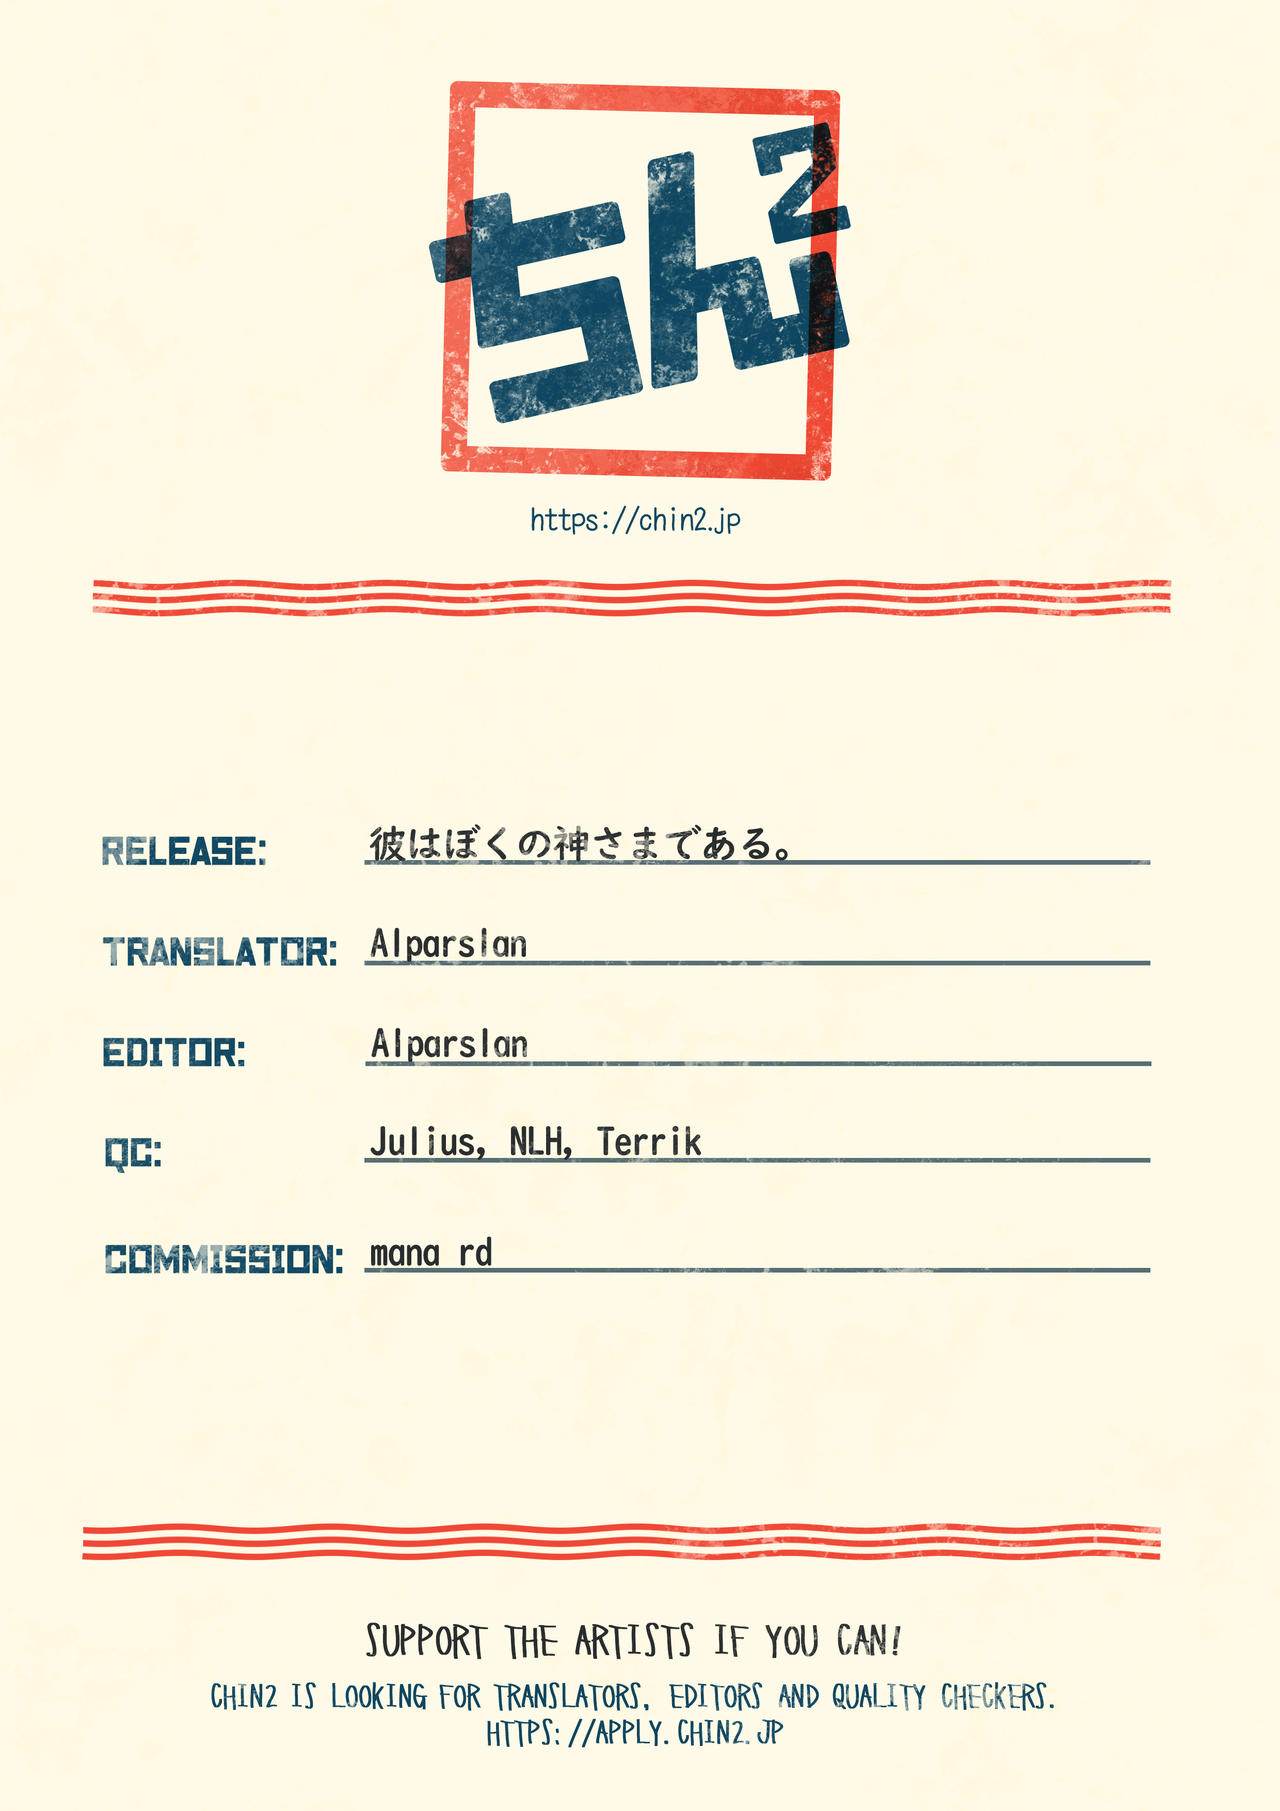 ちん2
https://chin2.jp
RELEASE: 彼はぼくの神さまである。
TRANSLATOR: Alparslan
EDITOR: Alparslan
QC: Julius, NLH, Terrik
COMMISSION: mana rd
SUPPORT THE ARTISTS IF YOU CAN!
CHIN2 IS LOOKING FOR TRANSLATORS, EDITORS AND QUALITY CHECKERS.
HTTPS://APPLY.CHIN2.JP